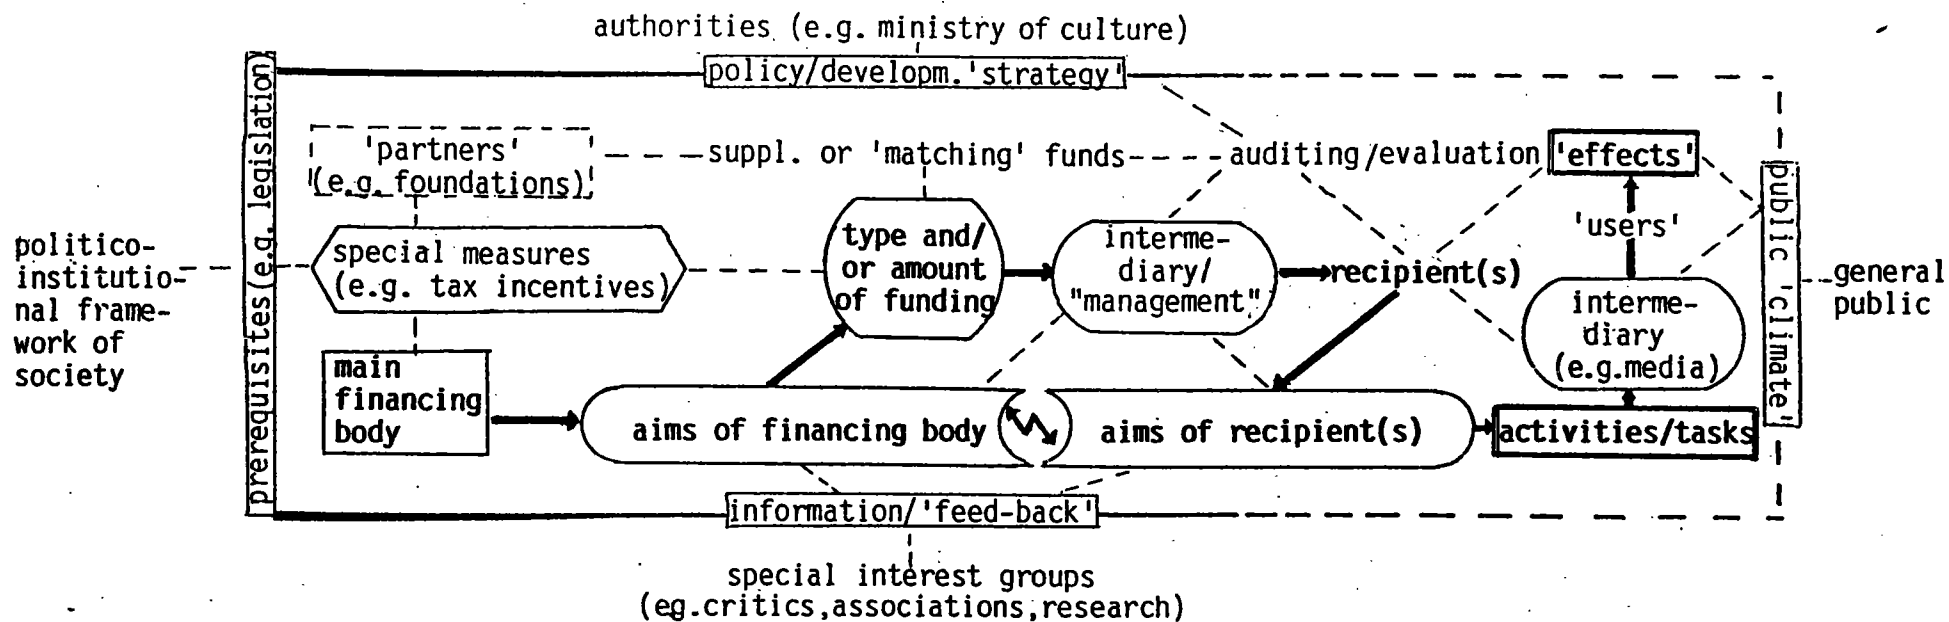 authorities (e.g. ministry of culture)
policy/developm.'strategy'
prerequisites(e.g. legislation)
'partners'
(e.g. foundations)
suppl. or 'matching' funds
auditing/evaluation
'effects'
'users'
public 'climate'
politico-
institutio-
nal frame-
work of
society
special measures
(e.g. tax incentives)
type and/
or amount
of funding
interme-
diary/
"management"
recipient(s)
interme-
diary
(e.g.media)
general
public
main
financing
body
aims of financing body
aims of recipient(s)
activities/tasks
information/'feed-back'
special interest groups
(eg.critics,associations,research)